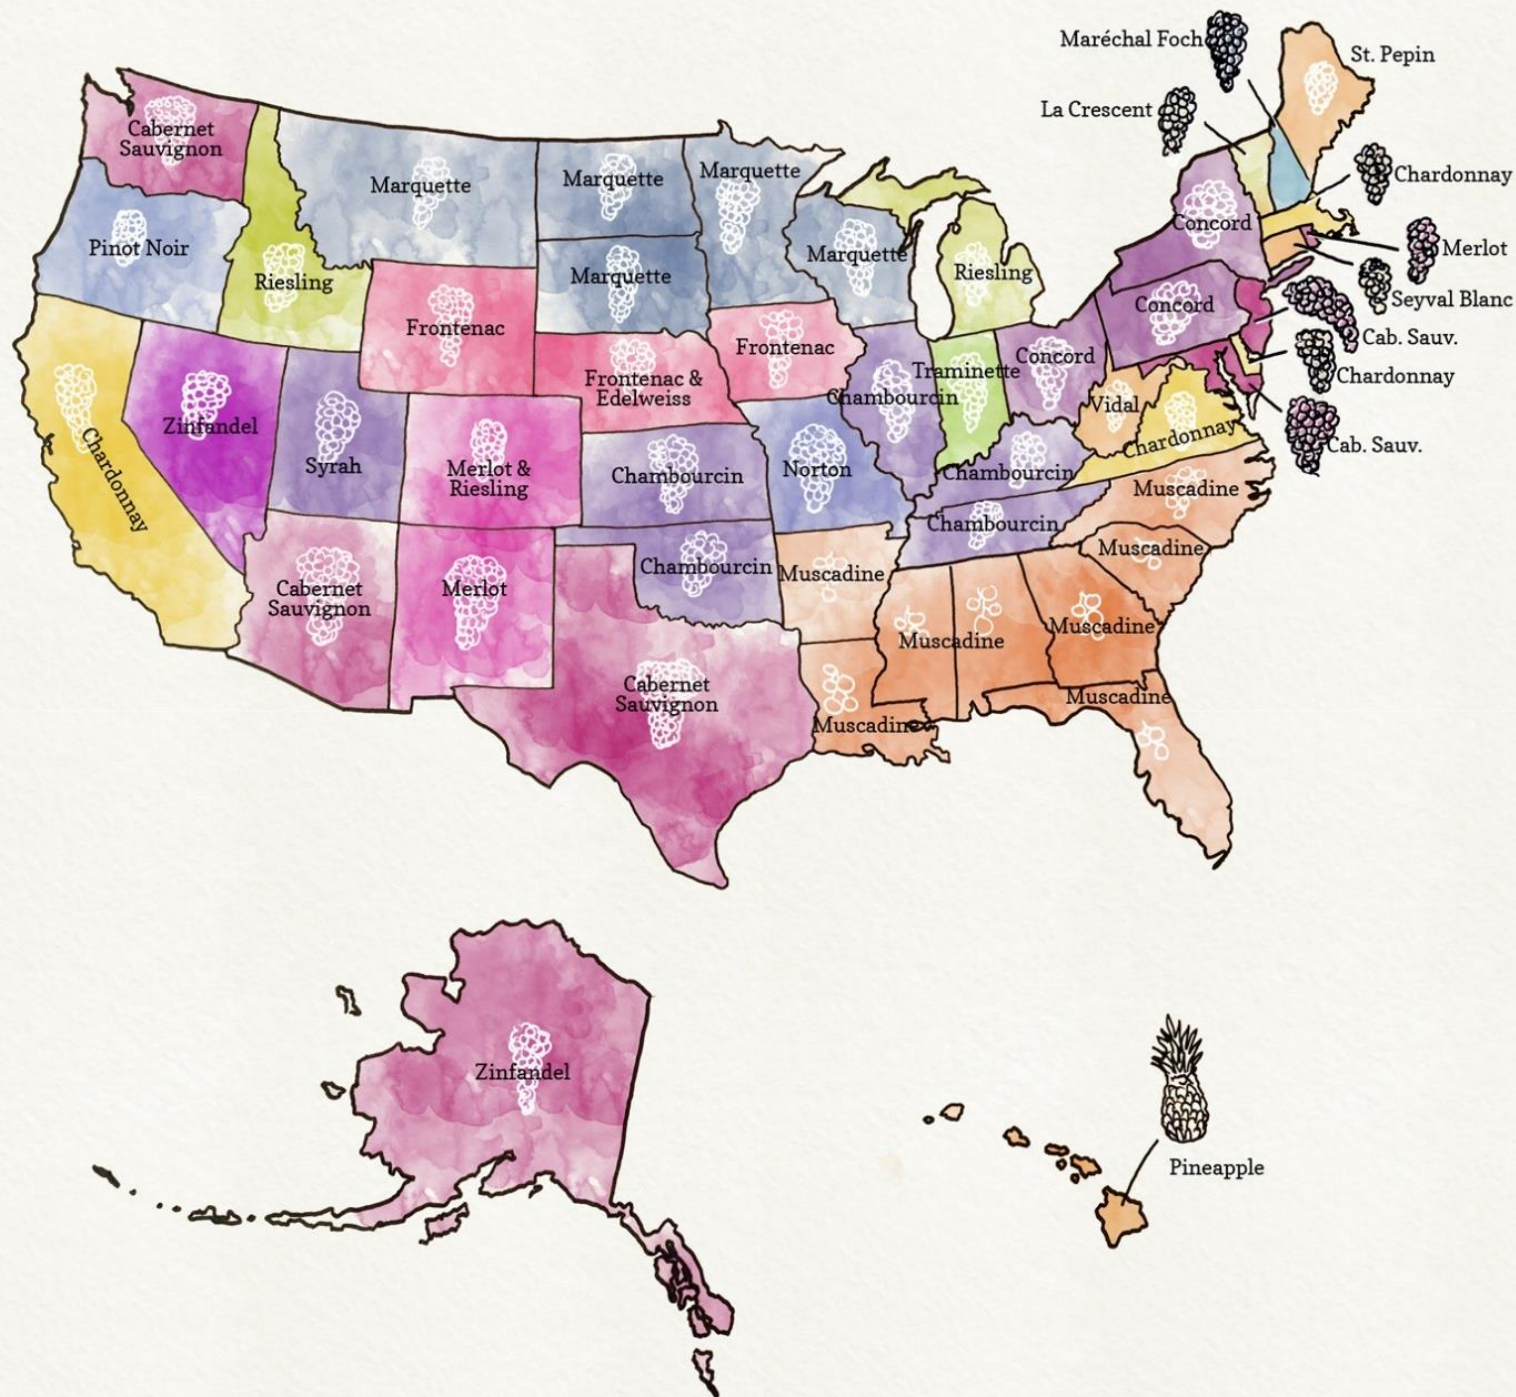 Maréchal Foch
St. Pepin
La Crescent
Cabernet
Sauvignon
Marquette
Marquette
Marquette
Chardonnay
Pinot Noir
Riesling
Marquette
Marquette
Riesling
Concord
Merlot
Frontenac
Frontenac
Concord
Seyval Blanc
Cab. Sauv.
Frontenac &
Edelweiss
Chambourcin
Traminette
Concord
Chardonnay
Zinfandel
Vidal
Chardonnay
Cab. Sauv.
Chardonnay
Syrah
Merlot &
Riesling
Chambourcin
Norton
Chambourcin
Muscadine
Chambourcin
Muscadine
Cabernet
Sauvignon
Merlot
Chambourcin
Muscadine
Muscadine
Muscadine
Cabernet
Sauvignon
Muscadine
Muscadine
Zinfandel
Pineapple